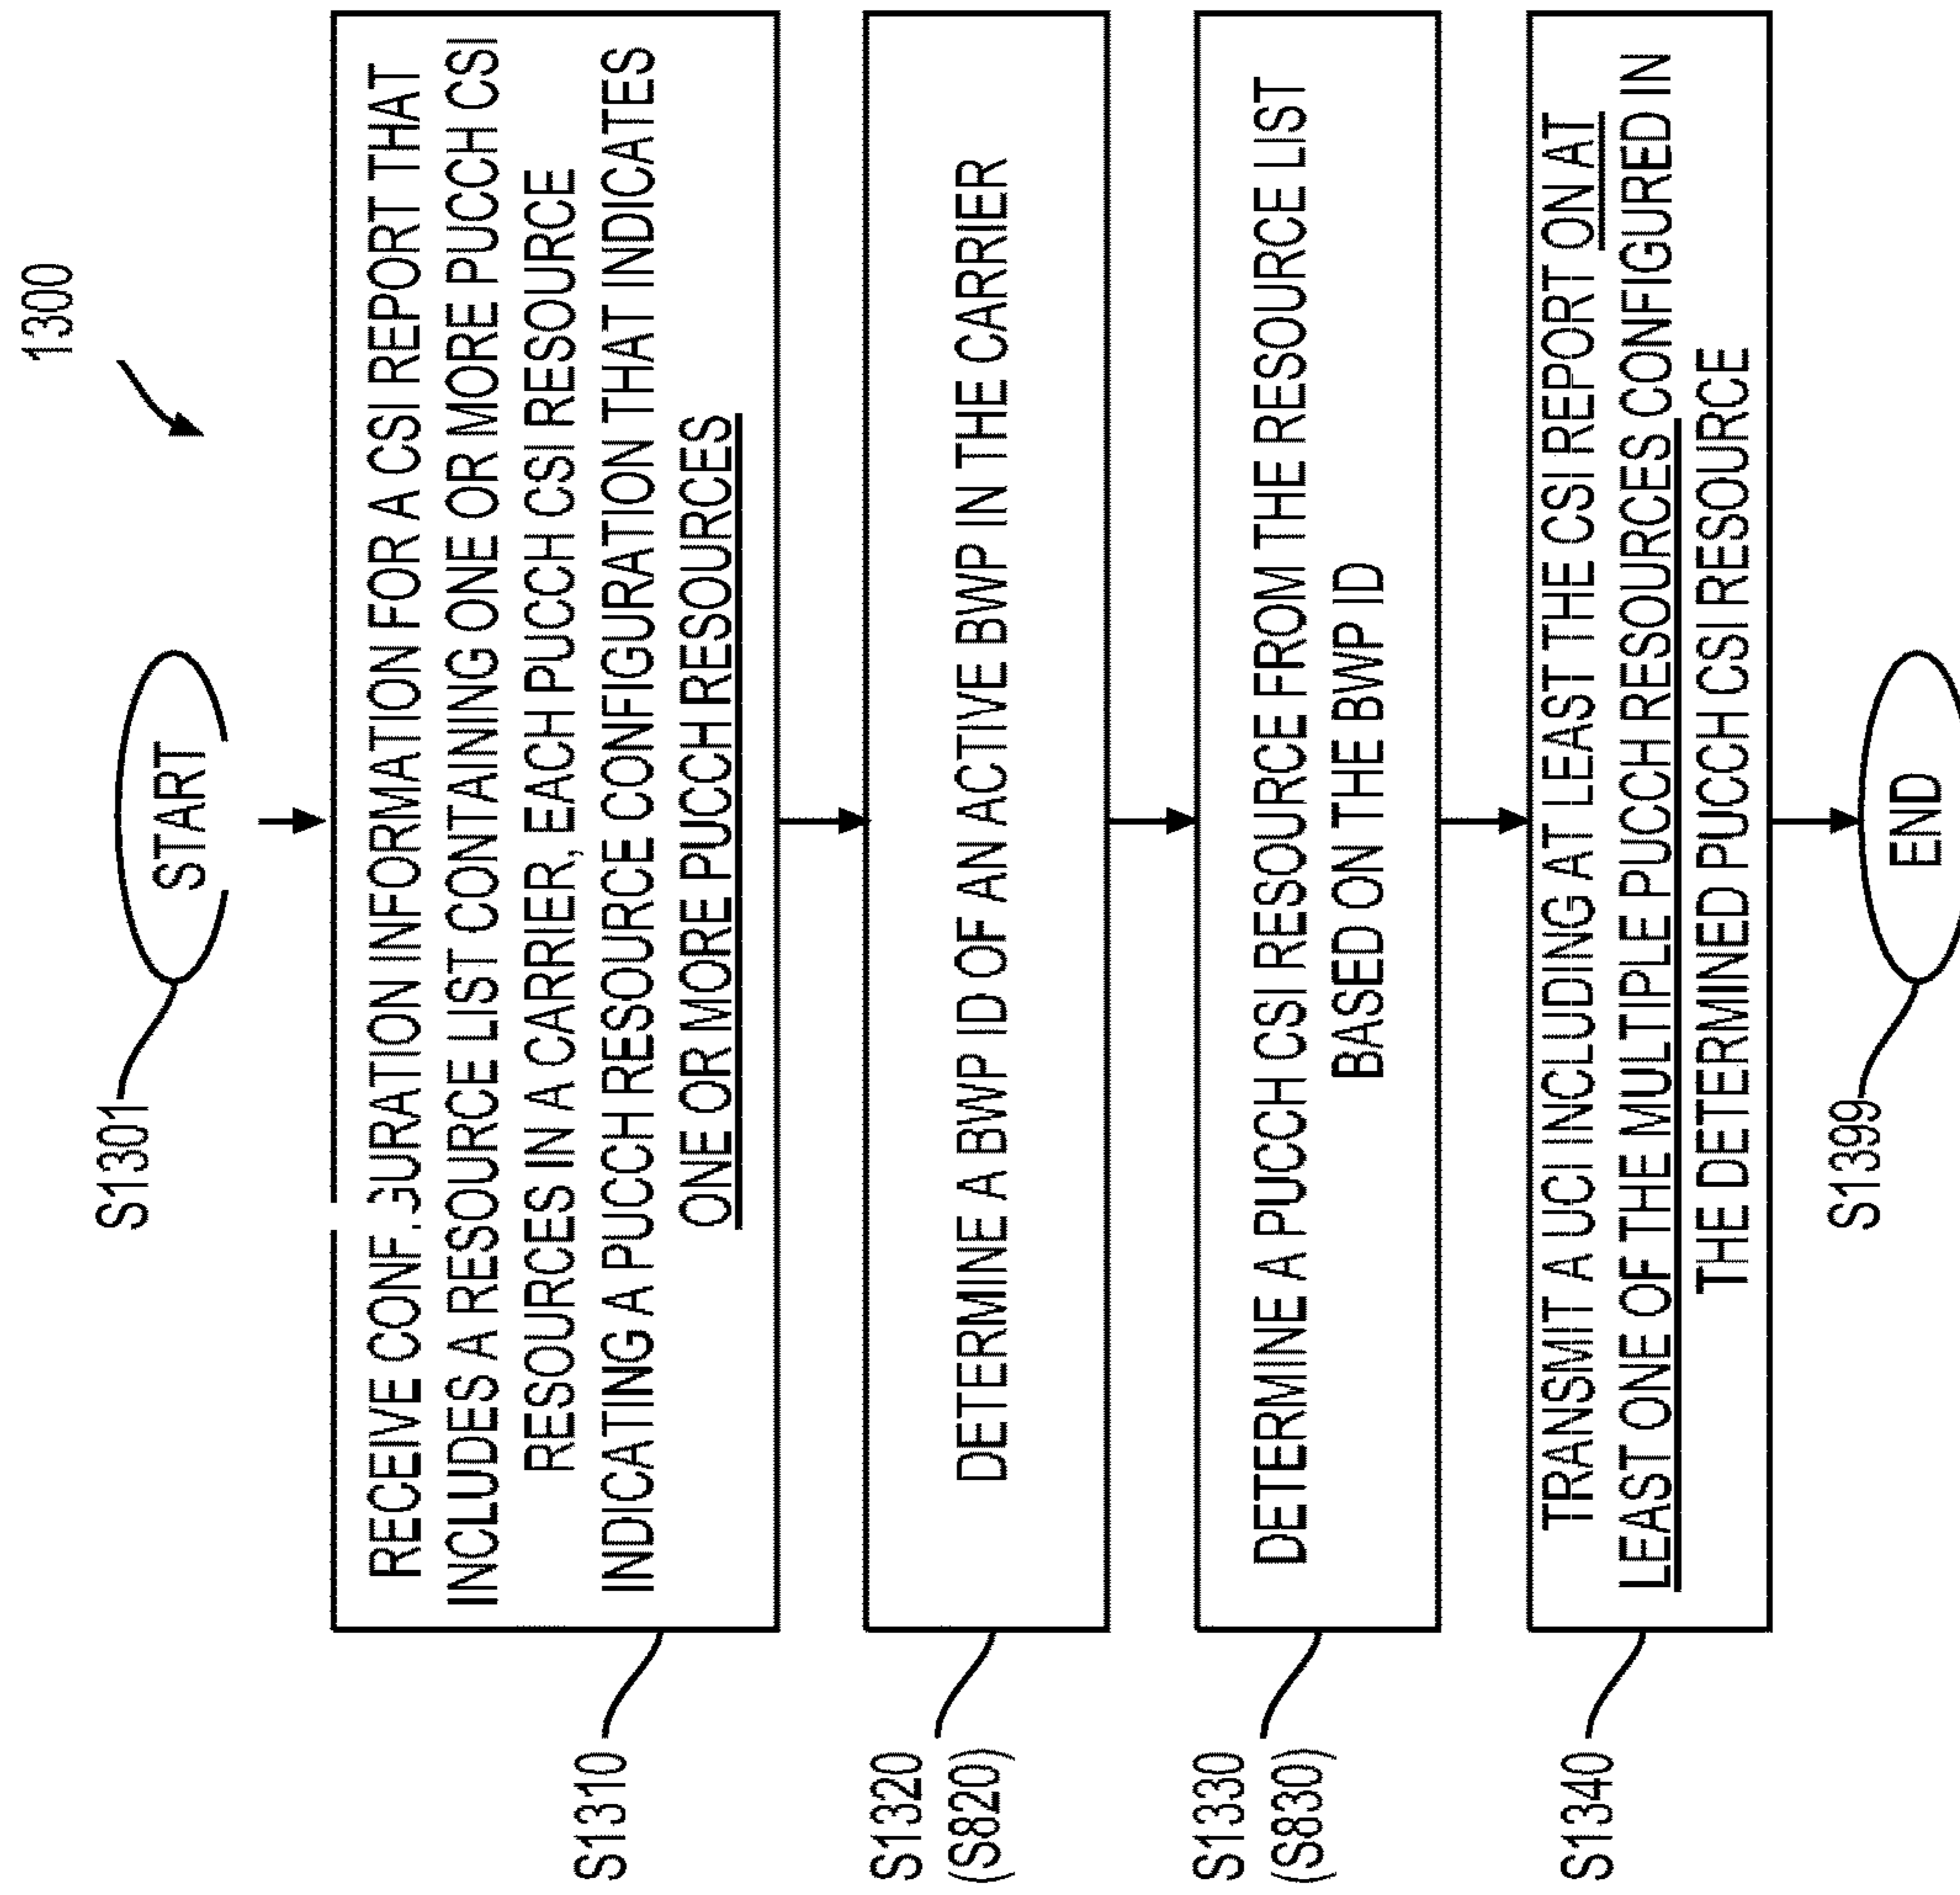 1300
S1301
START
S1310
RECEIVE CONFIGURATION INFORMATION FOR A CSI REPORT THAT
INCLUDES A RESOURCE LIST CONTAINING ONE OR MORE PUCCH CSI
RESOURCES IN A CARRIER, EACH PUCCH CSI RESOURCE
INDICATING A PUCCH RESOURCE CONFIGURATION THAT INDICATES
ONE OR MORE PUCCH RESOURCES
S1320
(S820)
DETERMINE A BWP ID OF AN ACTIVE BWP IN THE CARRIER
S1330
(S830)
DETERMINE A PUCCH CSI RESOURCE FROM THE RESOURCE LIST
BASED ON THE BWP ID
S1340
TRANSMIT A UCI INCLUDING AT LEAST THE CSI REPORT ON AT
LEAST ONE OF THE MULTIPLE PUCCH RESOURCES CONFIGURED IN
THE DETERMINED PUCCH CSI RESOURCE
S1399
END